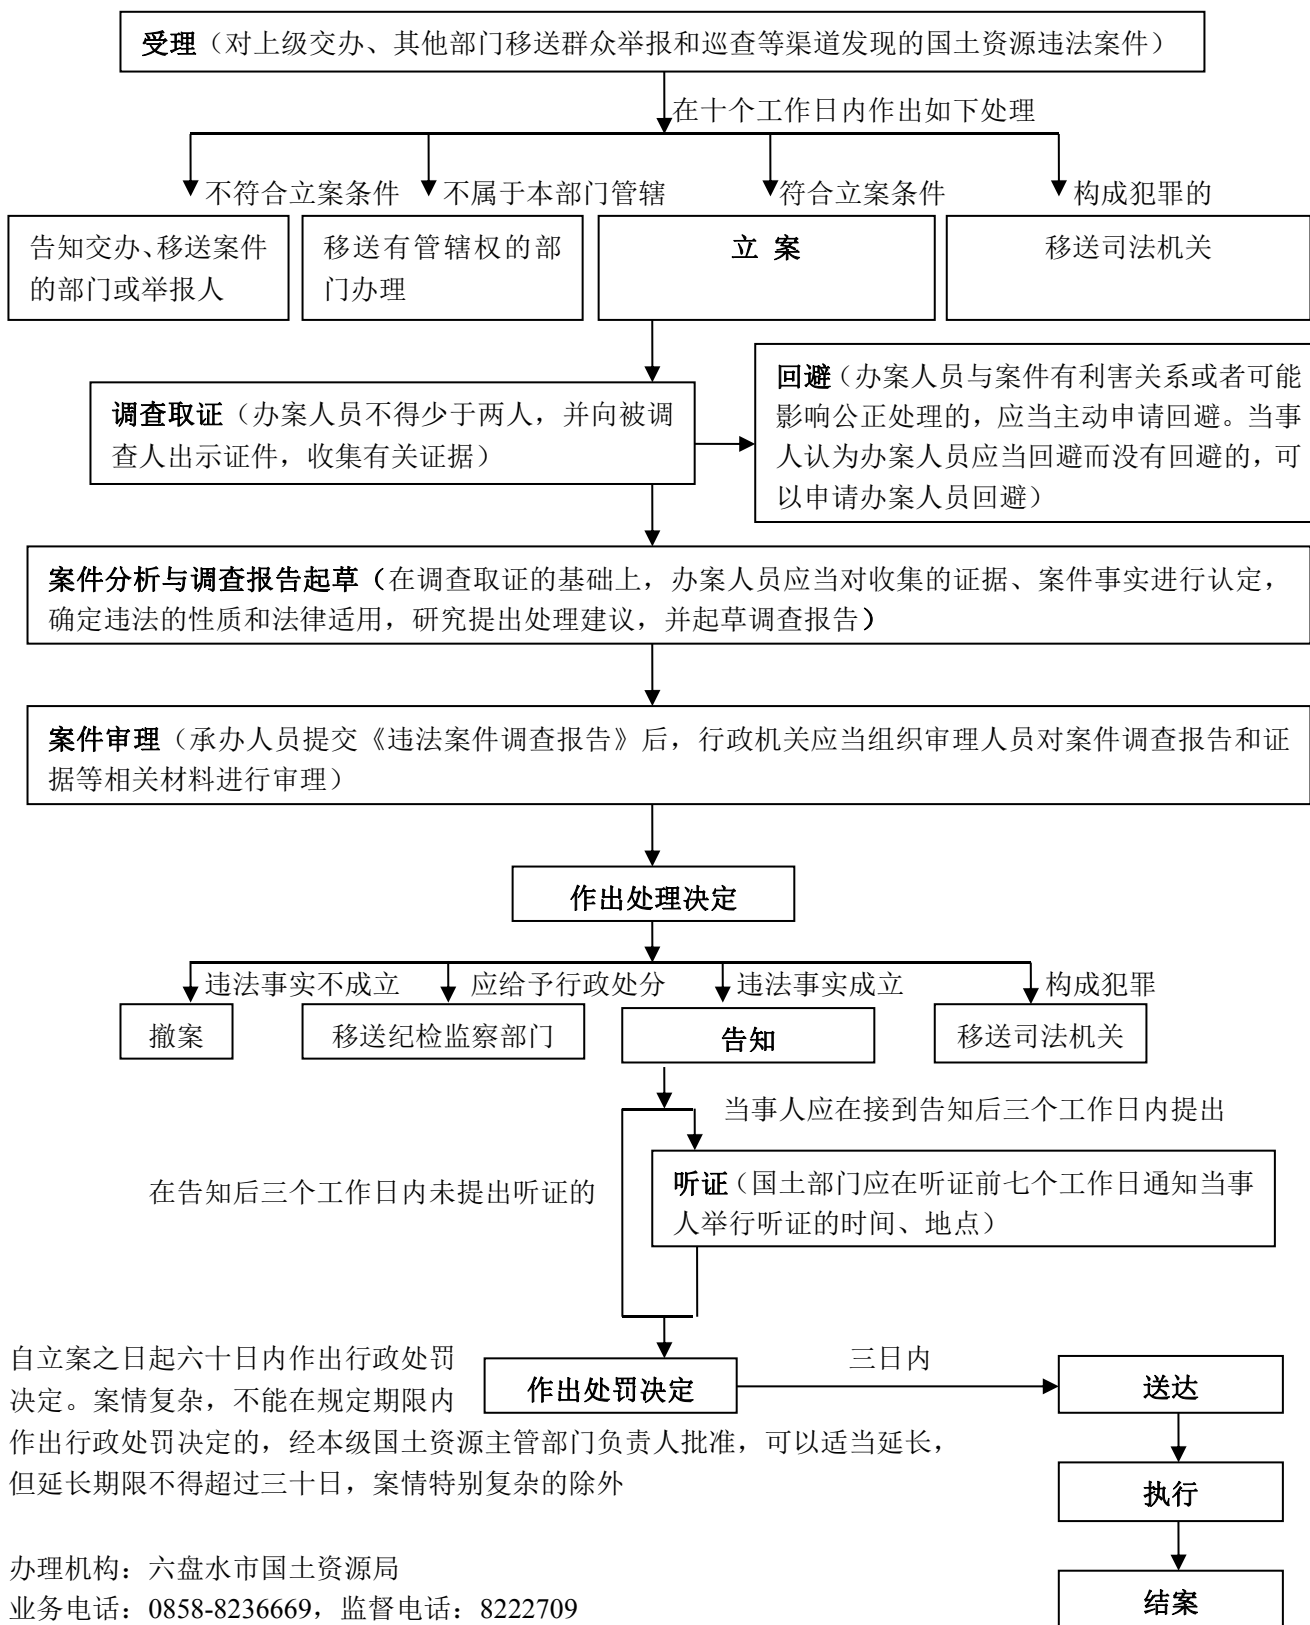 受理（对上级交办、其他部门移送群众举报和巡查等渠道发现的国土资源违法案件）
在十个工作日内作出如下处理
不符合立案条件
不属于本部门管辖
符合立案条件
构成犯罪的
告知交办、移送案件
的部门或举报人
移送有管辖权的部
门办理
立 案
移送司法机关
回避（办案人员与案件有利害关系或者可能
影响公正处理的，应当主动申请回避。当事
人认为办案人员应当回避而没有回避的，可
以申请办案人员回避）
调查取证（办案人员不得少于两人，并向被调
查人出示证件，收集有关证据）
案件分析与调查报告起草（在调查取证的基础上，办案人员应当对收集的证据、案件事实进行认定，
确定违法的性质和法律适用，研究提出处理建议，并起草调查报告）
案件审理（承办人员提交《违法案件调查报告》后，行政机关应当组织审理人员对案件调查报告和证
据等相关材料进行审理）
作出处理决定
违法事实不成立
应给予行政处分
违法事实成立
构成犯罪
撤案
移送纪检监察部门
告知
移送司法机关
当事人应在接到告知后三个工作日内提出
在告知后三个工作日内未提出听证的
听证（国土部门应在听证前七个工作日通知当事
人举行听证的时间、地点）
自立案之日起六十日内作出行政处罚
决定。案情复杂，不能在规定期限内
作出行政处罚决定的，经本级国土资源主管部门负责人批准，可以适当延长，
但延长期限不得超过三十日，案情特别复杂的除外
作出处罚决定
三日内
送达
执行
结案
办理机构：六盘水市国土资源局
业务电话：0858-8236669，监督电话：8222709